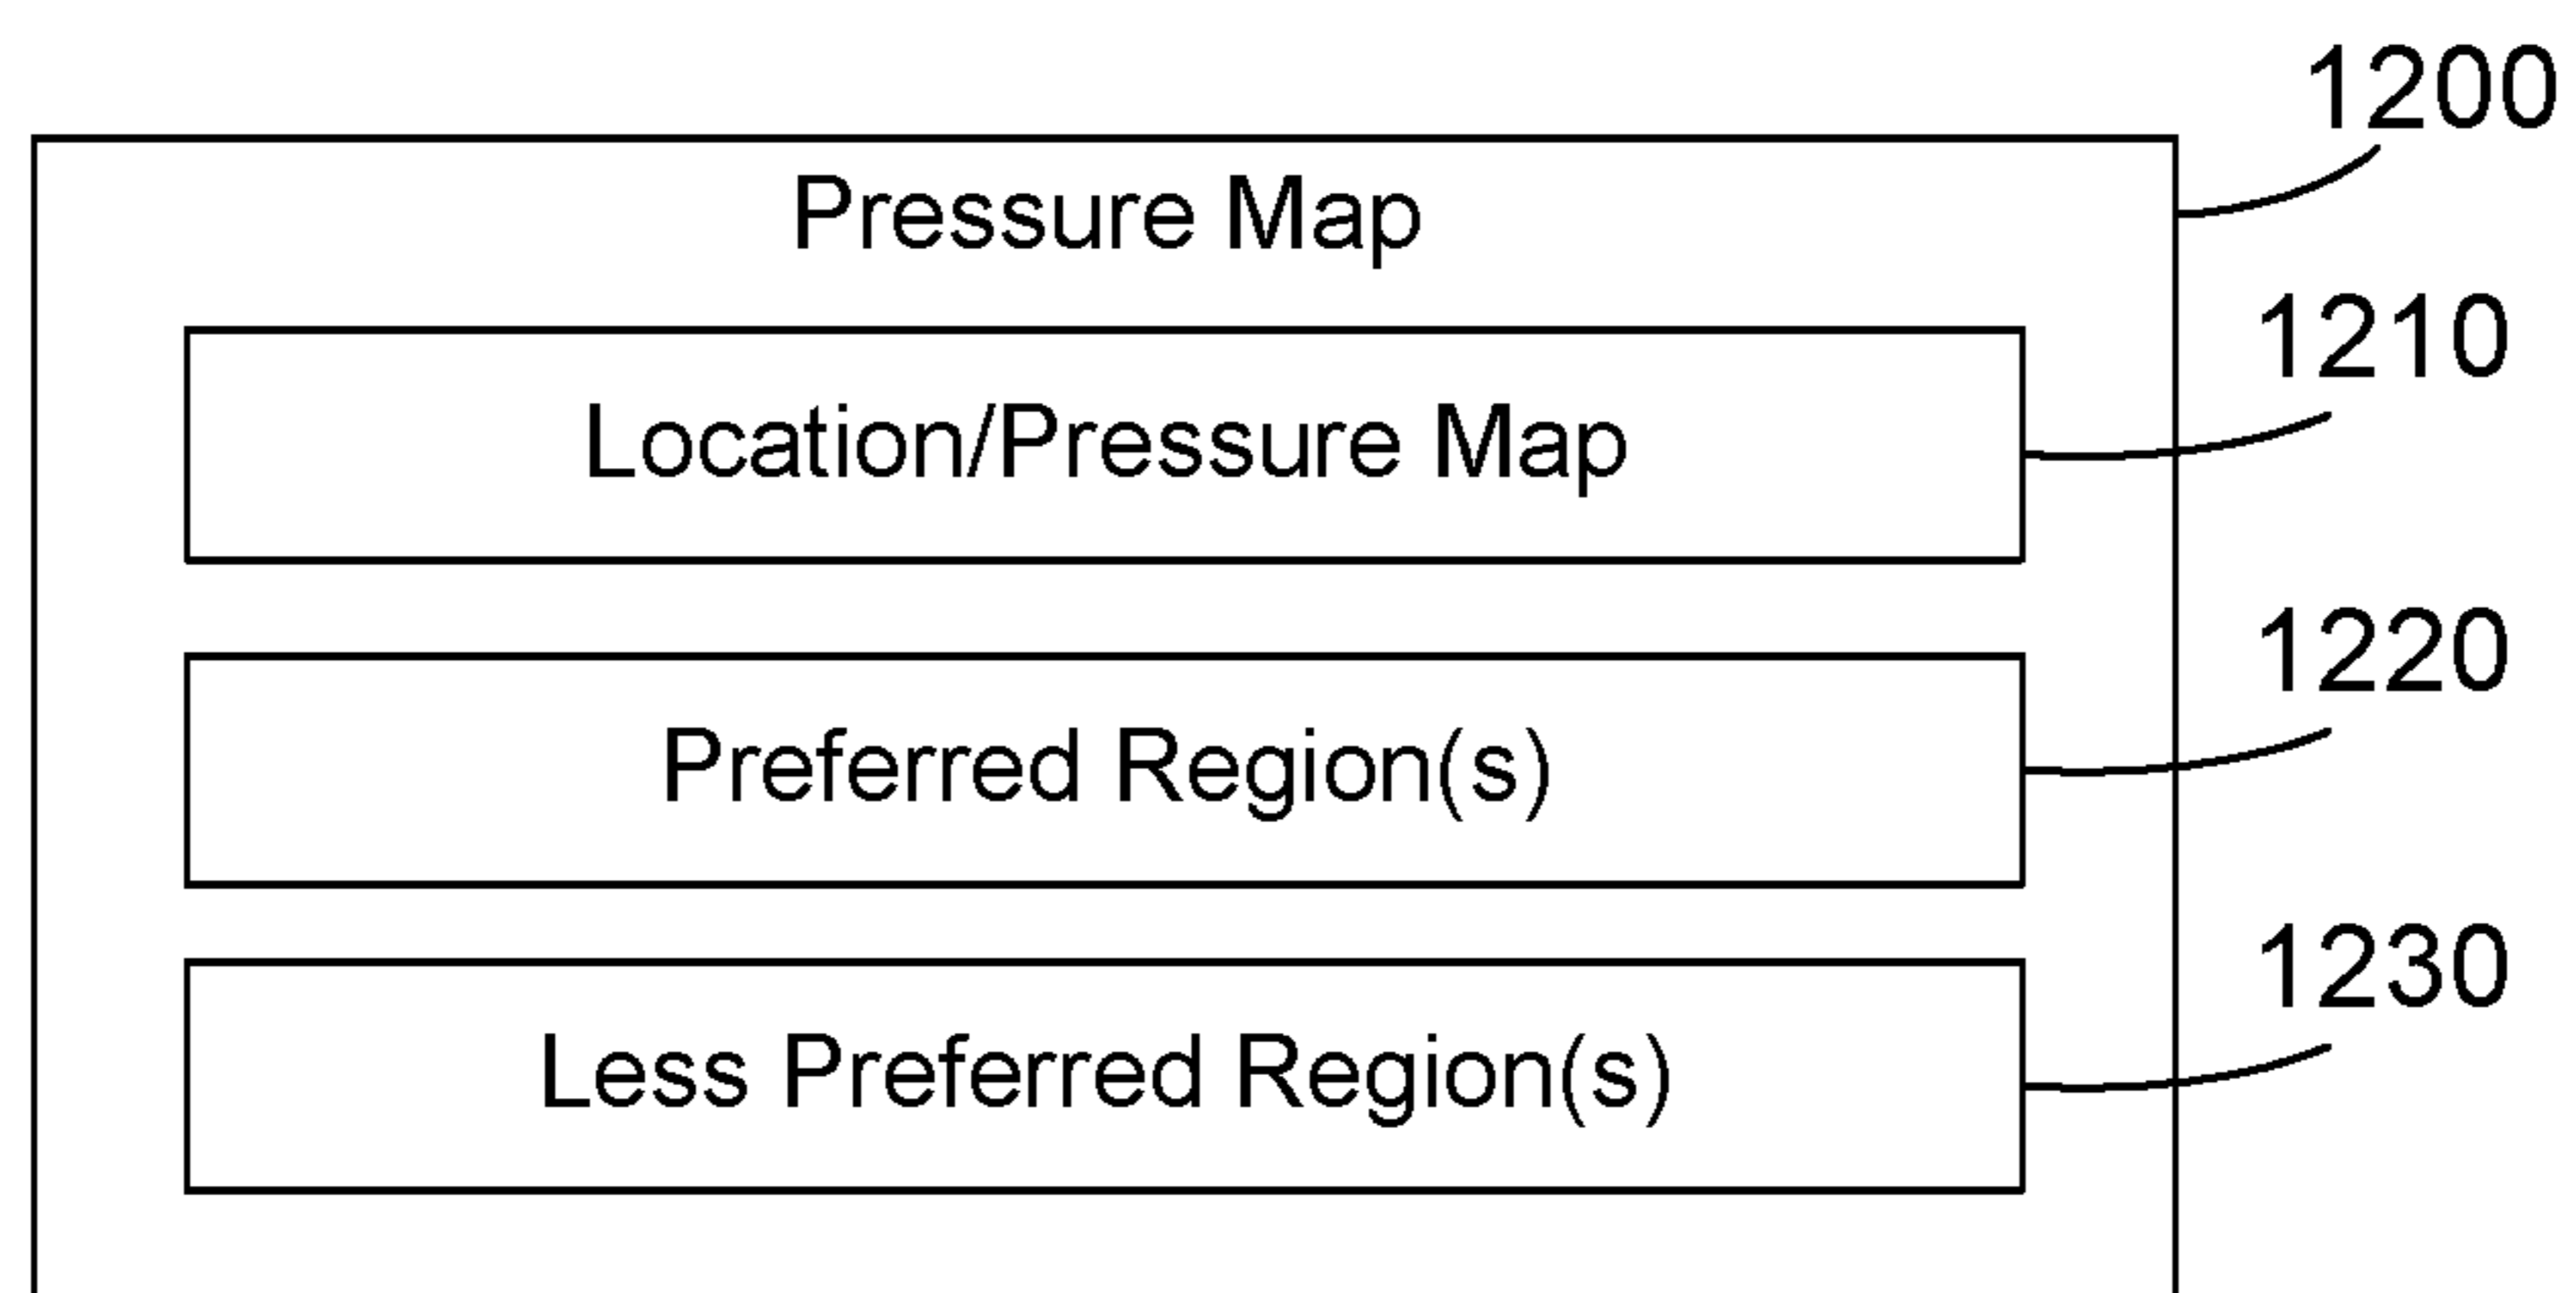 1200
Pressure Map
1210
Location/Pressure Map
1220
Preferred Region(s)
1230
Less Preferred Region(s)